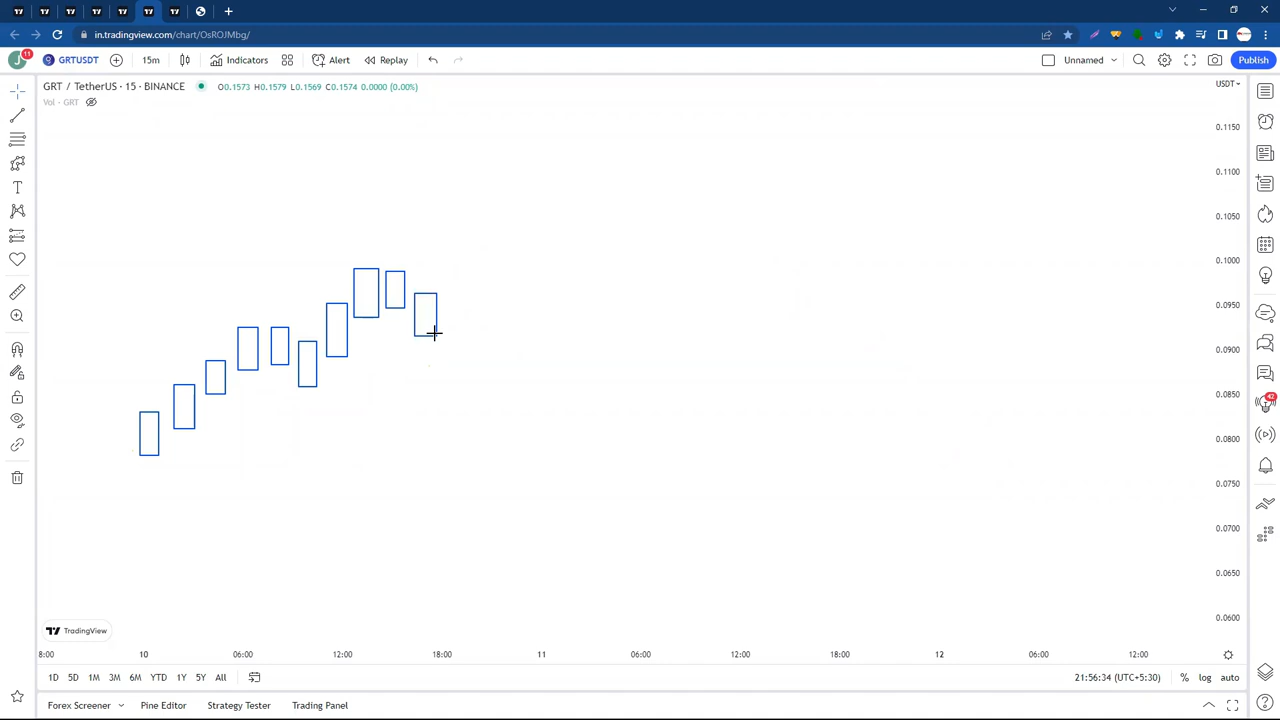 in.tradingview.com/chart/OsROJMbg/
J 11 GRTUSDT 15m Indicators Alert Replay Unnamed Publish
GRT / TetherUS · 15 · BINANCE O0.1573 H0.1579 L0.1569 C0.1574 0.0000 (0.00%) USDT
Vol · GRT
0.1150
0.1100
0.1050
0.1000
0.0950
0.0900
0.0850
42
0.0800
0.0750
0.0700
0.0650
0.0600
TradingView
8:00 10 06:00 12:00 18:00 11 06:00 12:00 18:00 12 06:00 12:00
1D 5D 1M 3M 6M YTD 1Y 5Y All 21:56:34 (UTC+5:30) % log auto
Forex Screener Pine Editor Strategy Tester Trading Panel